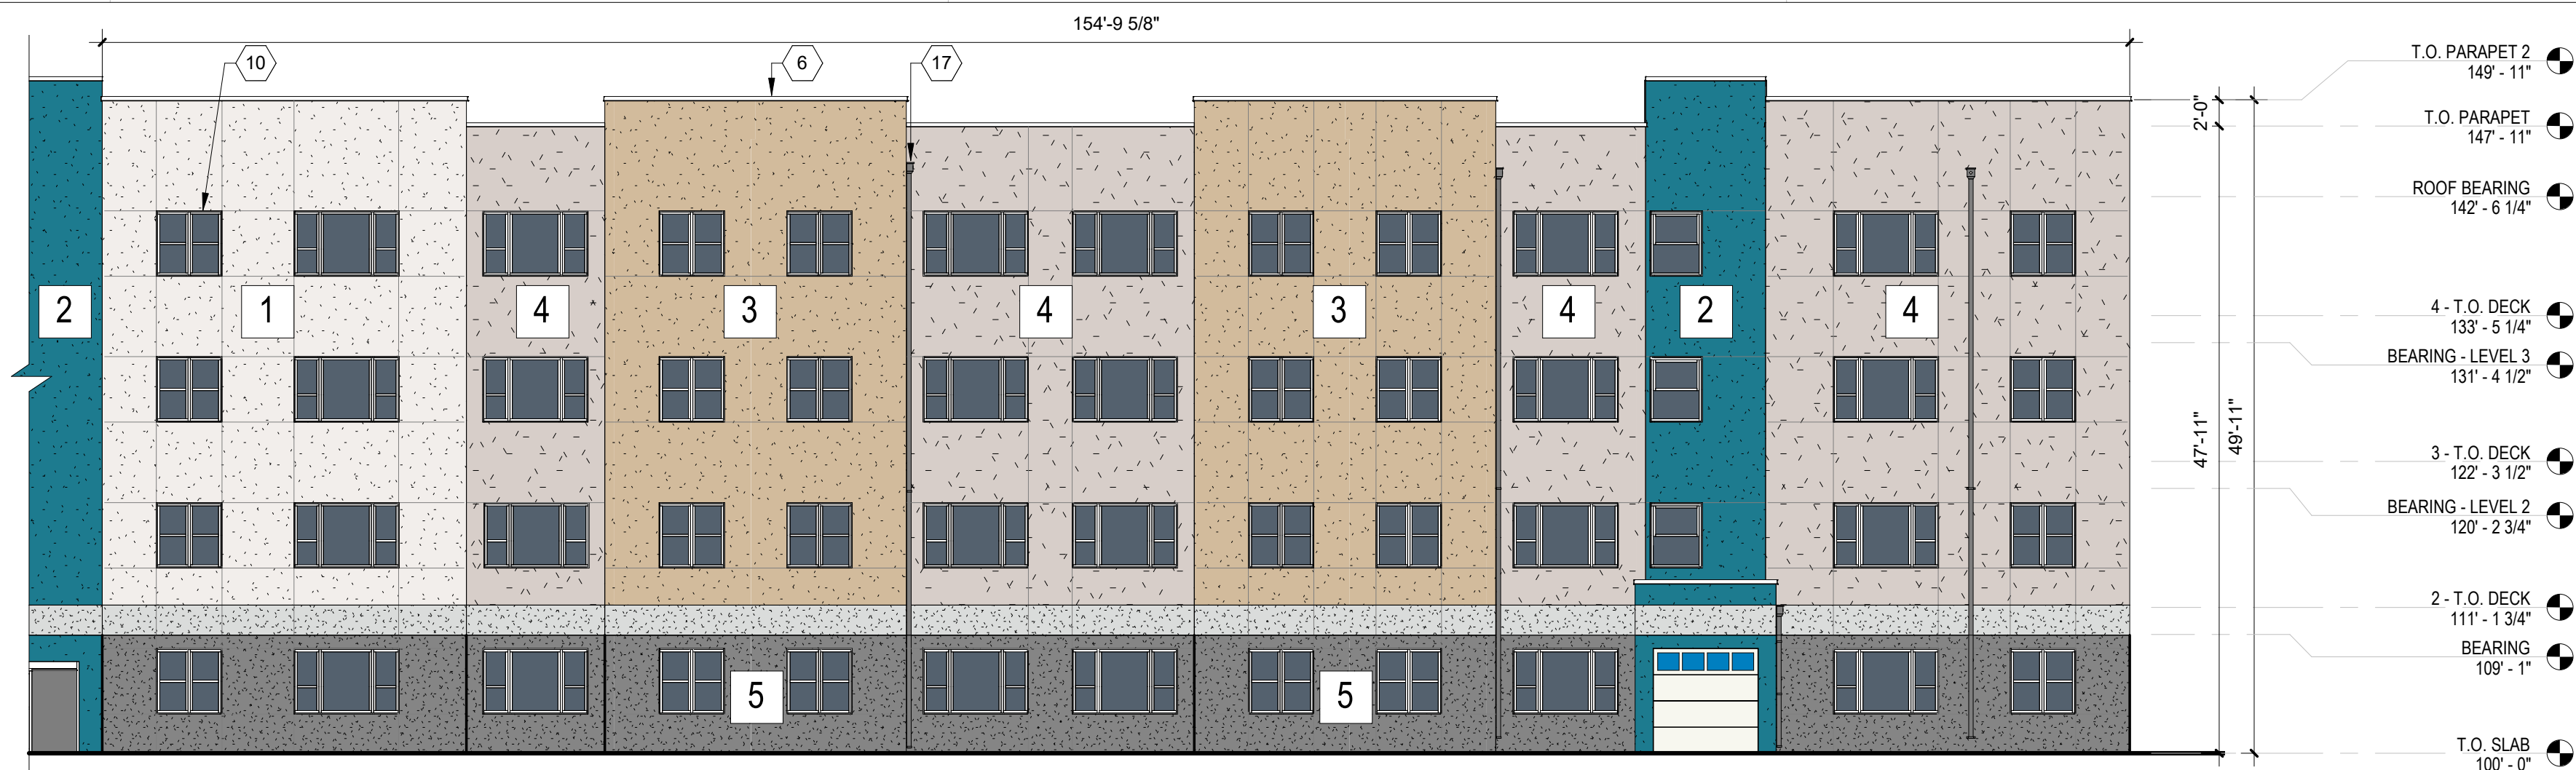 154'-9 5/8"
10
6
17
T.O. PARAPET 2
149' - 11"
2'-0"
T.O. PARAPET
147' - 11"
ROOF BEARING
142' - 6 1/4"
2
1
4
3
4
3
4
2
4
4 - T.O. DECK
133' - 5 1/4"
BEARING - LEVEL 3
131' - 4 1/2"
47'-11"
49'-11"
3 - T.O. DECK
122' - 3 1/2"
BEARING - LEVEL 2
120' - 2 3/4"
2 - T.O. DECK
111' - 1 3/4"
BEARING
109' - 1"
5
5
T.O. SLAB
100' - 0"